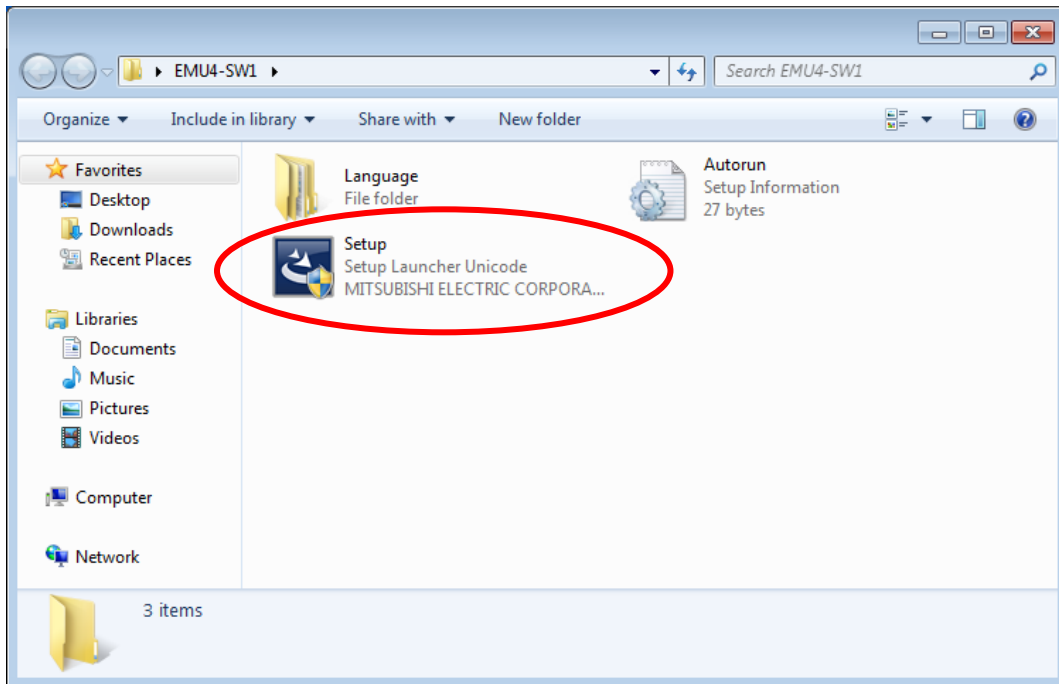 EMU4-SW1
Search EMU4-SW1
Organize
Include in library
Share with
New folder
Favorites
Desktop
Downloads
Recent Places
Libraries
Documents
Music
Pictures
Videos
Computer
Network
Language
File folder
Autorun
Setup Information
27 bytes
Setup
Setup Launcher Unicode
MITSUBISHI ELECTRIC CORPORA...
3 items